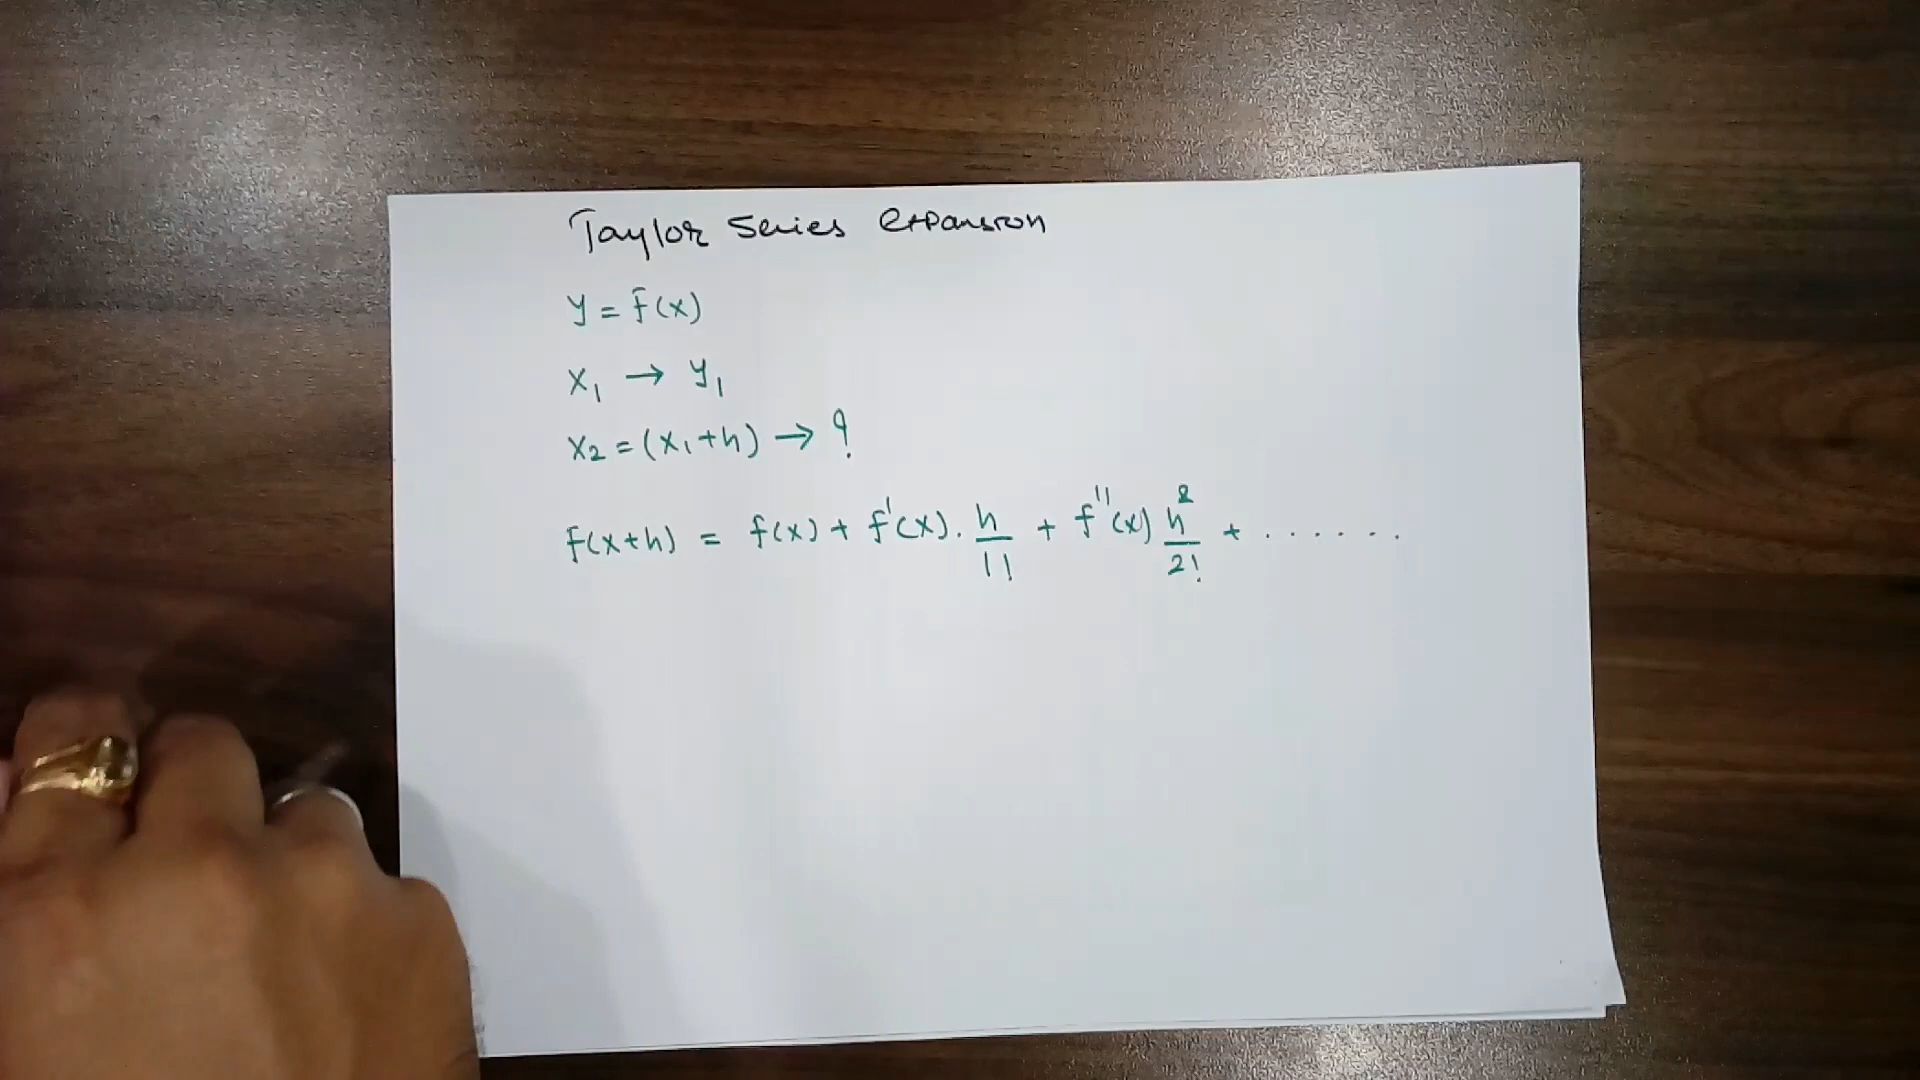 Taylor Series expansion
y = f(x)
x₁ → y₁
x₂ = (x₁+h) → ?
f(x+h) = f(x) + f'(x). h/1! + f''(x) h²/2! + . . . . . .